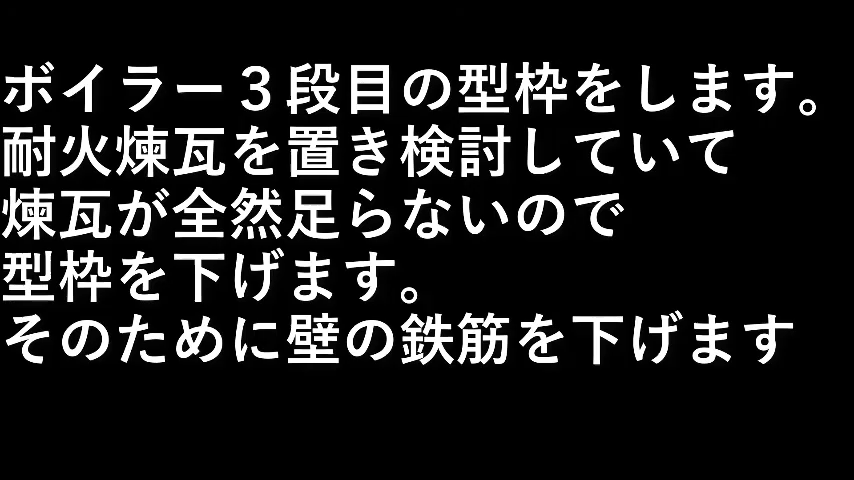 ボイラー３段目の型枠をします。
耐火煉瓦を置き検討していて
煉瓦が全然足らないので
型枠を下げます。
そのために壁の鉄筋を下げます